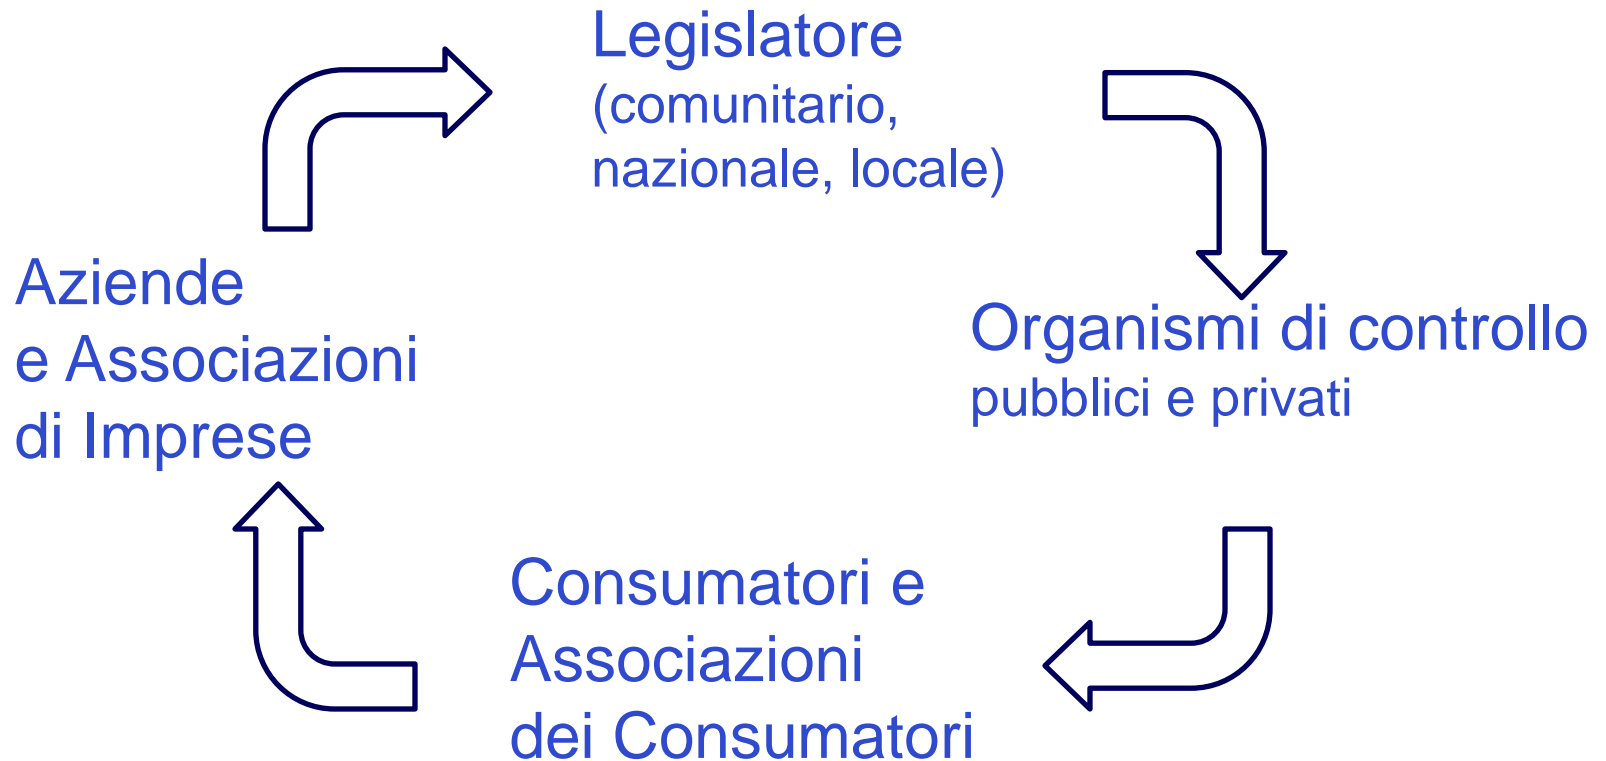 Legislatore
(comunitario,
nazionale, locale)
Aziende
e Associazioni
di Imprese
Organismi di controllo
pubblici e privati
Consumatori e
Associazioni
dei Consumatori